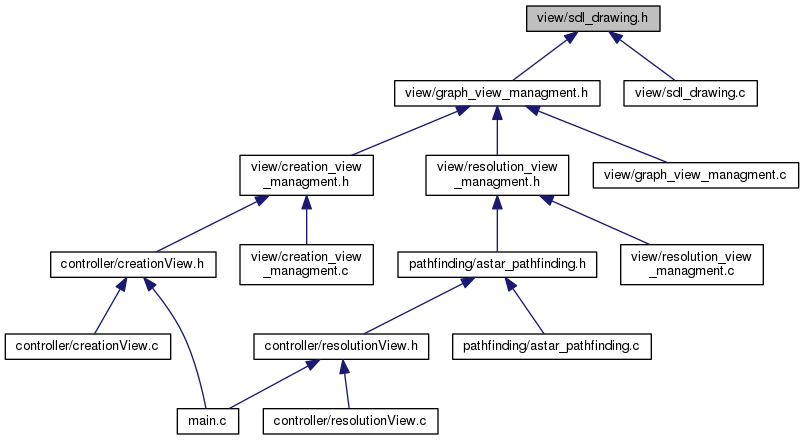 view/sdl_drawing.h
view/graph_view_managment.h
view/sdl_drawing.c
view/creation_view
_managment.h
view/resolution_view
_managment.h
view/graph_view_managment.c
controller/creationView.h
view/creation_view
_managment.c
pathfinding/astar_pathfinding.h
view/resolution_view
_managment.c
controller/creationView.c
controller/resolutionView.h
pathfinding/astar_pathfinding.c
main.c
controller/resolutionView.c